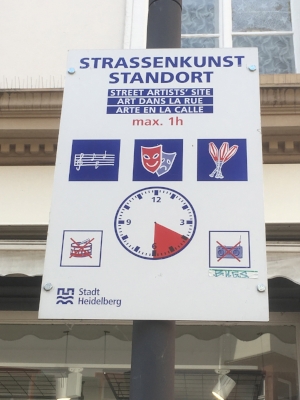 STRASSENKUNST
STANDORT
STREET ARTISTS' SITE
ART DANS LA RUE
ARTE EN LA CALLE
max. 1h
12
9
3
6
Stadt
Heidelberg